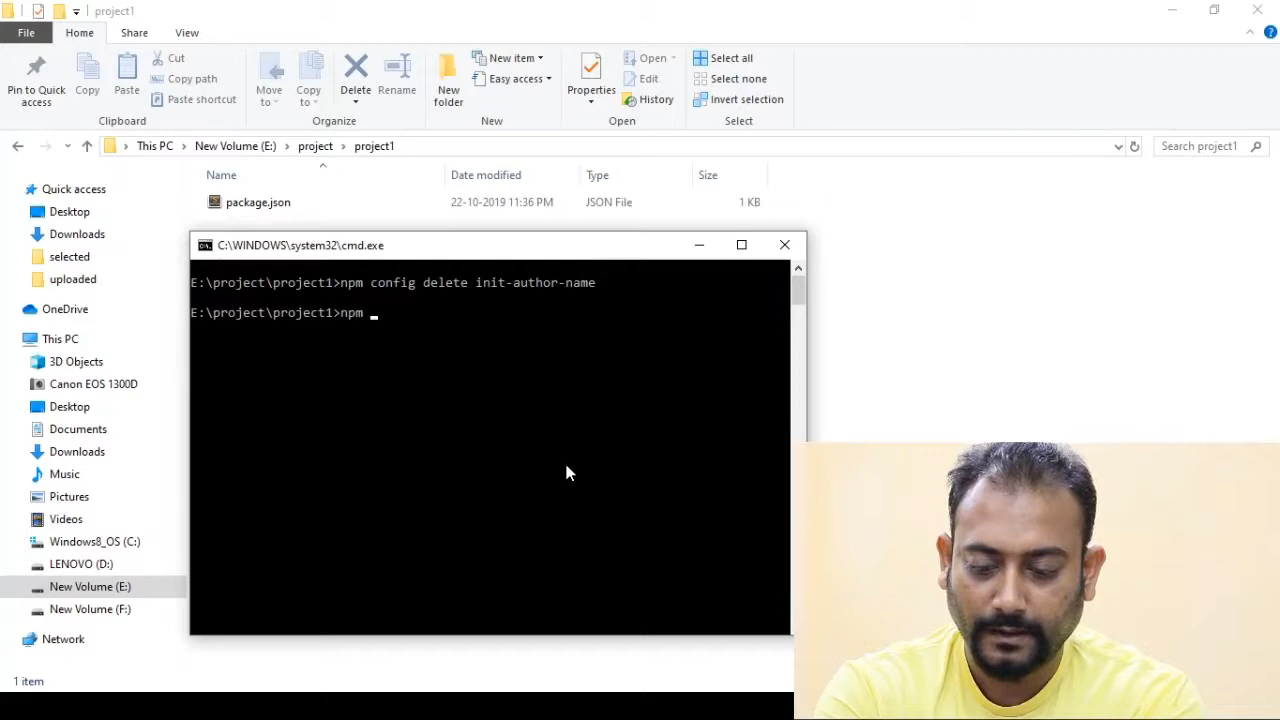 project1
File
Home
Share
View
Pin to Quick access
Copy
Paste
Cut
Copy path
Paste shortcut
Clipboard
Move to
Copy to
Delete
Rename
Organize
New folder
New item
Easy access
New
Properties
Open
Edit
History
Open
Select all
Select none
Invert selection
Select
This PC
New Volume (E:)
project
project1
Search project1
Name
Date modified
Type
Size
package.json
22-10-2019 11:36 PM
JSON File
1 KB
Quick access
Desktop
Downloads
selected
uploaded
OneDrive
This PC
3D Objects
Canon EOS 1300D
Desktop
Documents
Downloads
Music
Pictures
Videos
Windows8_OS (C:)
LENOVO (D:)
New Volume (E:)
New Volume (F:)
Network
1 item
C:\WINDOWS\system32\cmd.exe
E:\project\project1>npm config delete init-author-name
E:\project\project1>npm